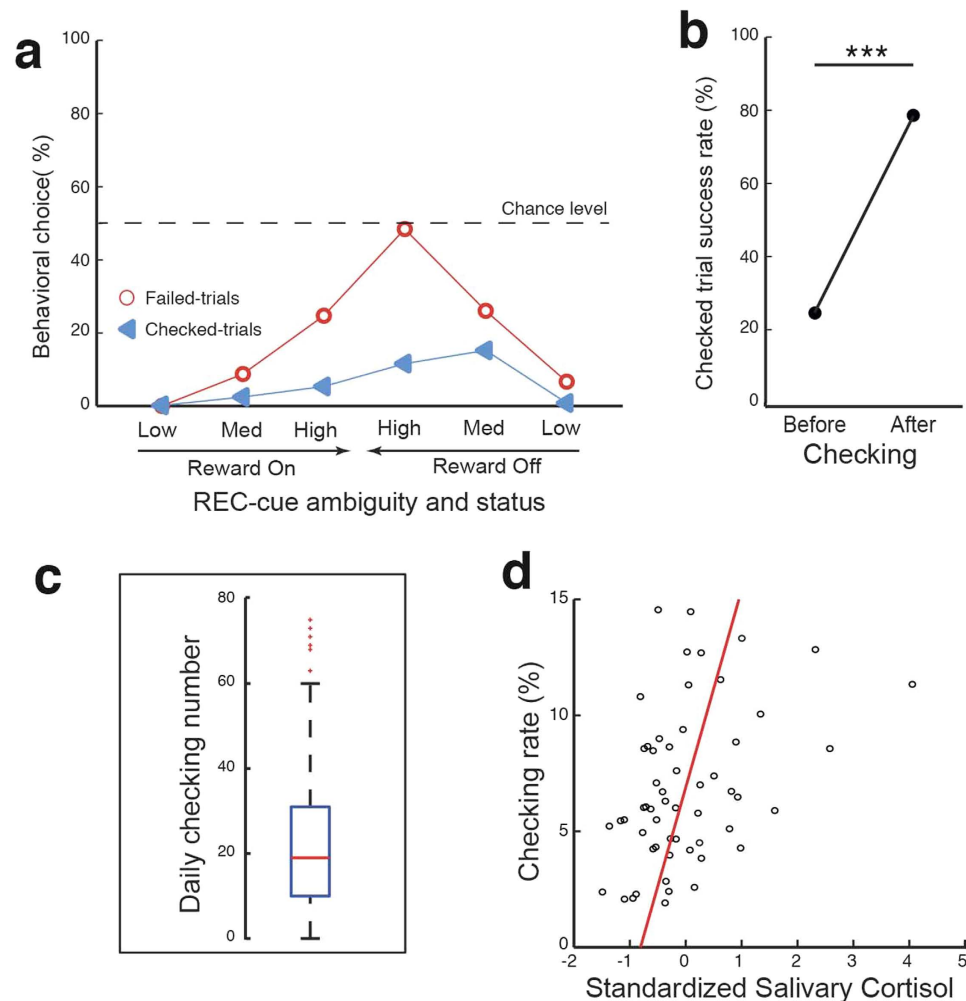 a
100
80
60
40
20
0
Behavioral choice( %)
Chance level
Failed-trials
Checked-trials
Low Med High High Med Low
Reward On Reward Off
REC-cue ambiguity and status
b
100
80
60
40
20
0
Checked trial success rate (%)
***
Before After
Checking
c
80
60
40
20
0
Daily checking number
d
15
10
5
0
Checking rate (%)
-2 -1 0 1 2 3 4 5
Standardized Salivary Cortisol